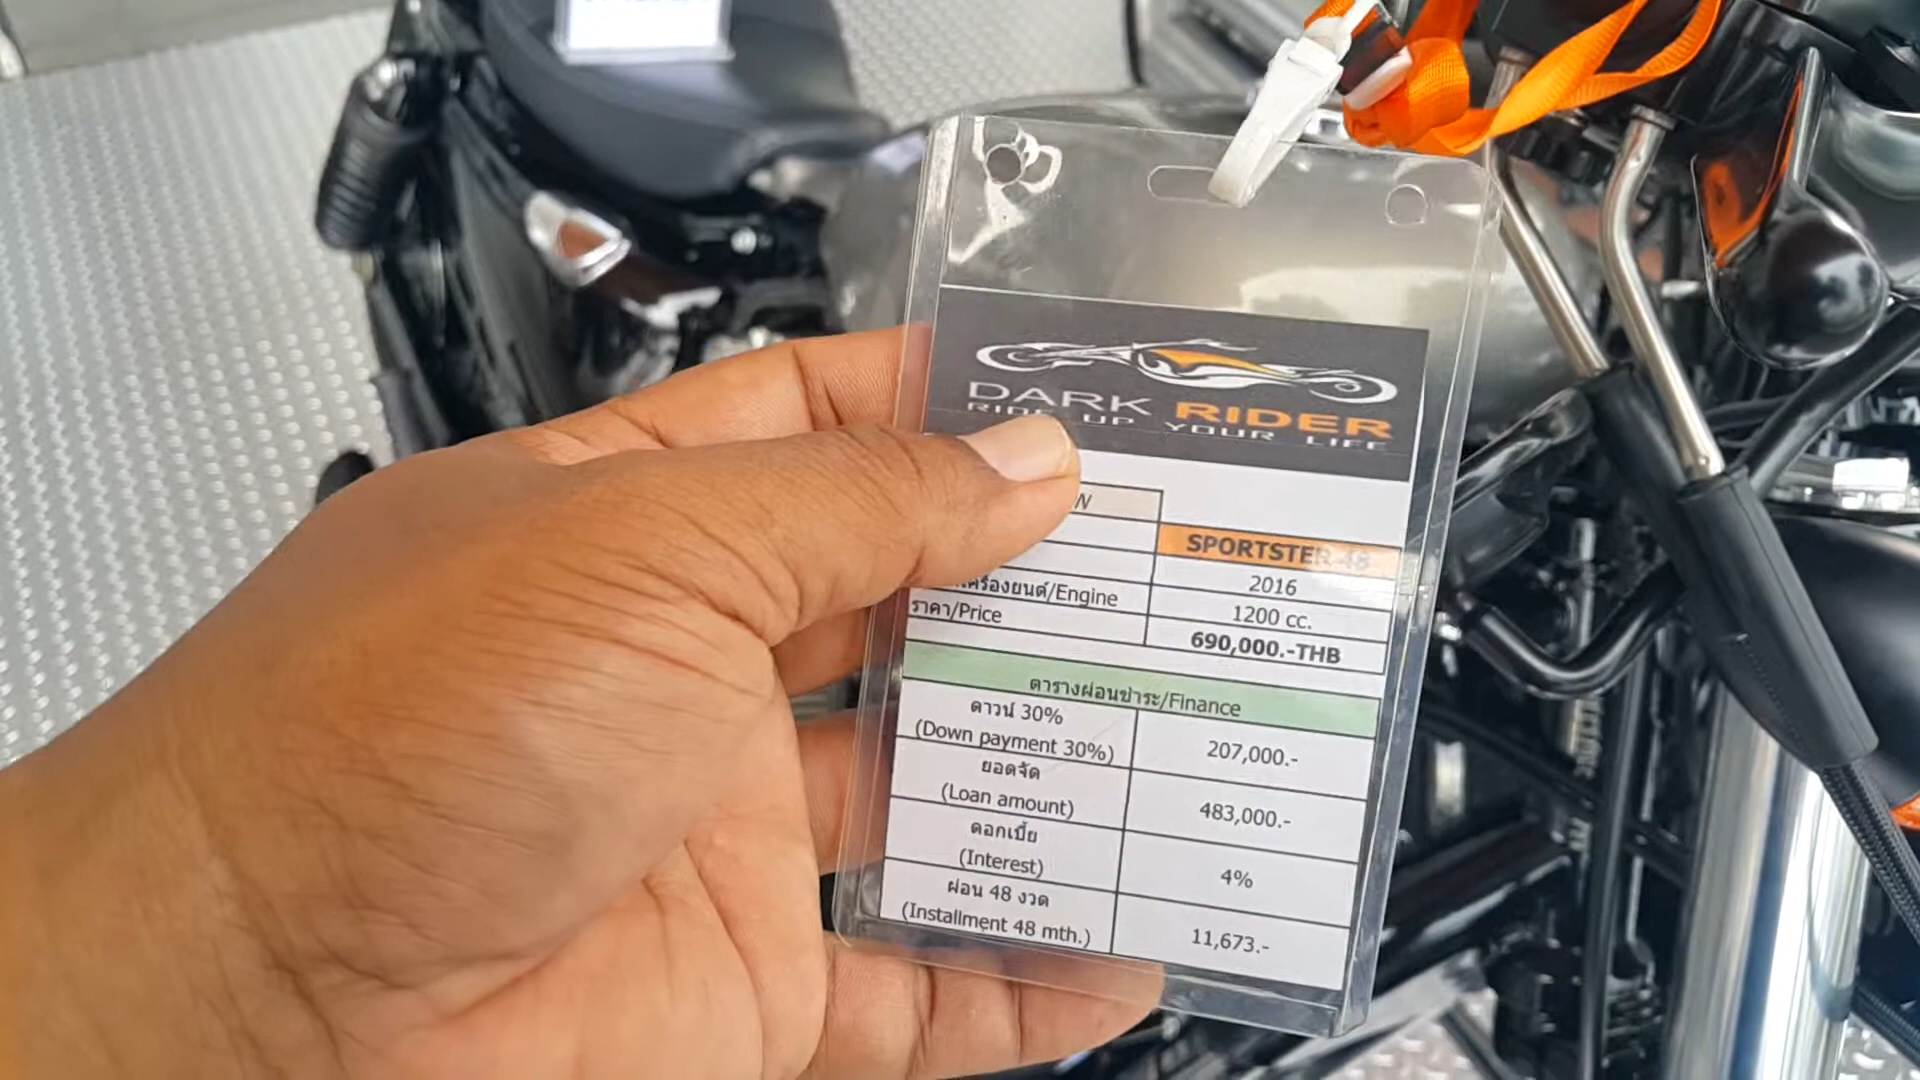 DARK RIDER
RIDE UP YOUR LIFE
N
SPORTSTER 48
2016
เครื่องยนต์/Engine 1200 cc.
ราคา/Price 690,000.-THB
ตารางผ่อนชำระ/Finance
ดาวน์ 30%
(Down payment 30%) 207,000.-
ยอดจัด
(Loan amount) 483,000.-
ดอกเบี้ย
(Interest) 4%
ผ่อน 48 งวด
(Installment 48 mth.) 11,673.-